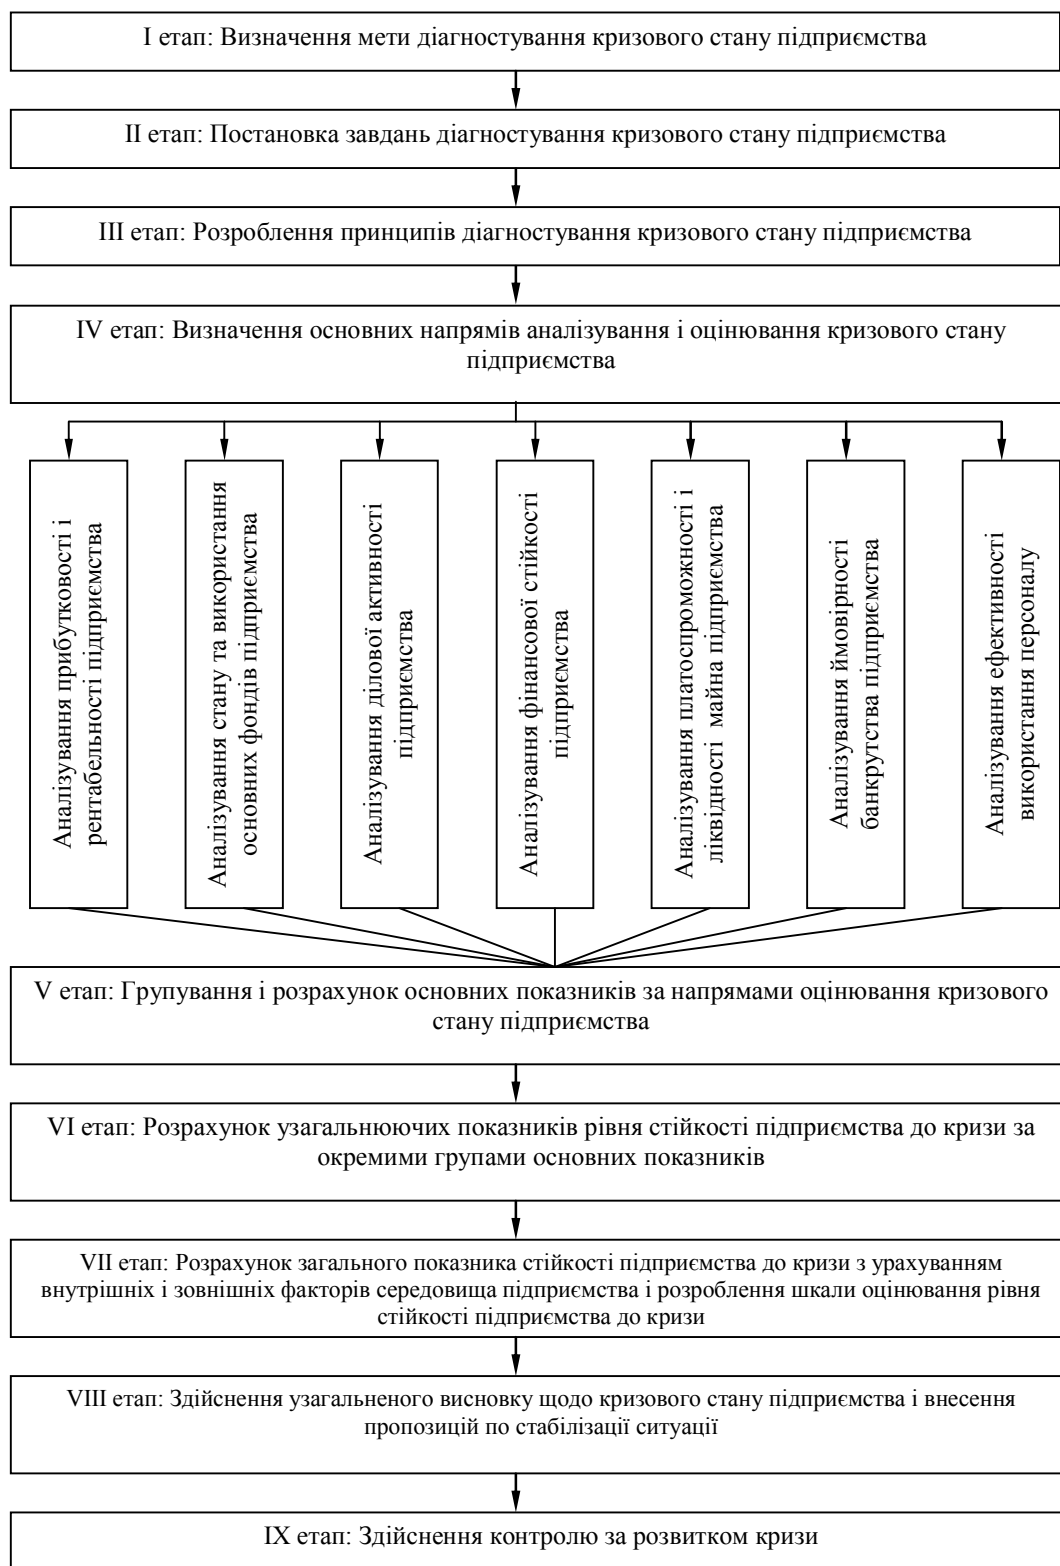 І етап: Визначення мети діагностування кризового стану підприємства
ІІ етап: Постановка завдань діагностування кризового стану підприємства
ІІІ етап: Розроблення принципів діагностування кризового стану підприємства
IV етап: Визначення основних напрямів аналізування і оцінювання кризового стану
підприємства
Аналізування прибутковості і
рентабельності підприємства
Аналізування стану та використання
основних фондів підприємства
Аналізування ділової активності
підприємства
Аналізування фінансової стійкості
підприємства
Аналізування платоспроможності і
ліквідності майна підприємства
Аналізування ймовірності
банкрутства підприємства
Аналізування ефективності
використання персоналу
V етап: Групування і розрахунок основних показників за напрямами оцінювання кризового
стану підприємства
VI етап: Розрахунок узагальнюючих показників рівня стійкості підприємства до кризи за
окремими групами основних показників
VII етап: Розрахунок загального показника стійкості підприємства до кризи з урахуванням
внутрішніх і зовнішніх факторів середовища підприємства і розроблення шкали оцінювання рівня
стійкості підприємства до кризи
VIII етап: Здійснення узагальненого висновку щодо кризового стану підприємства і внесення
пропозицій по стабілізації ситуації
IX етап: Здійснення контролю за розвитком кризи